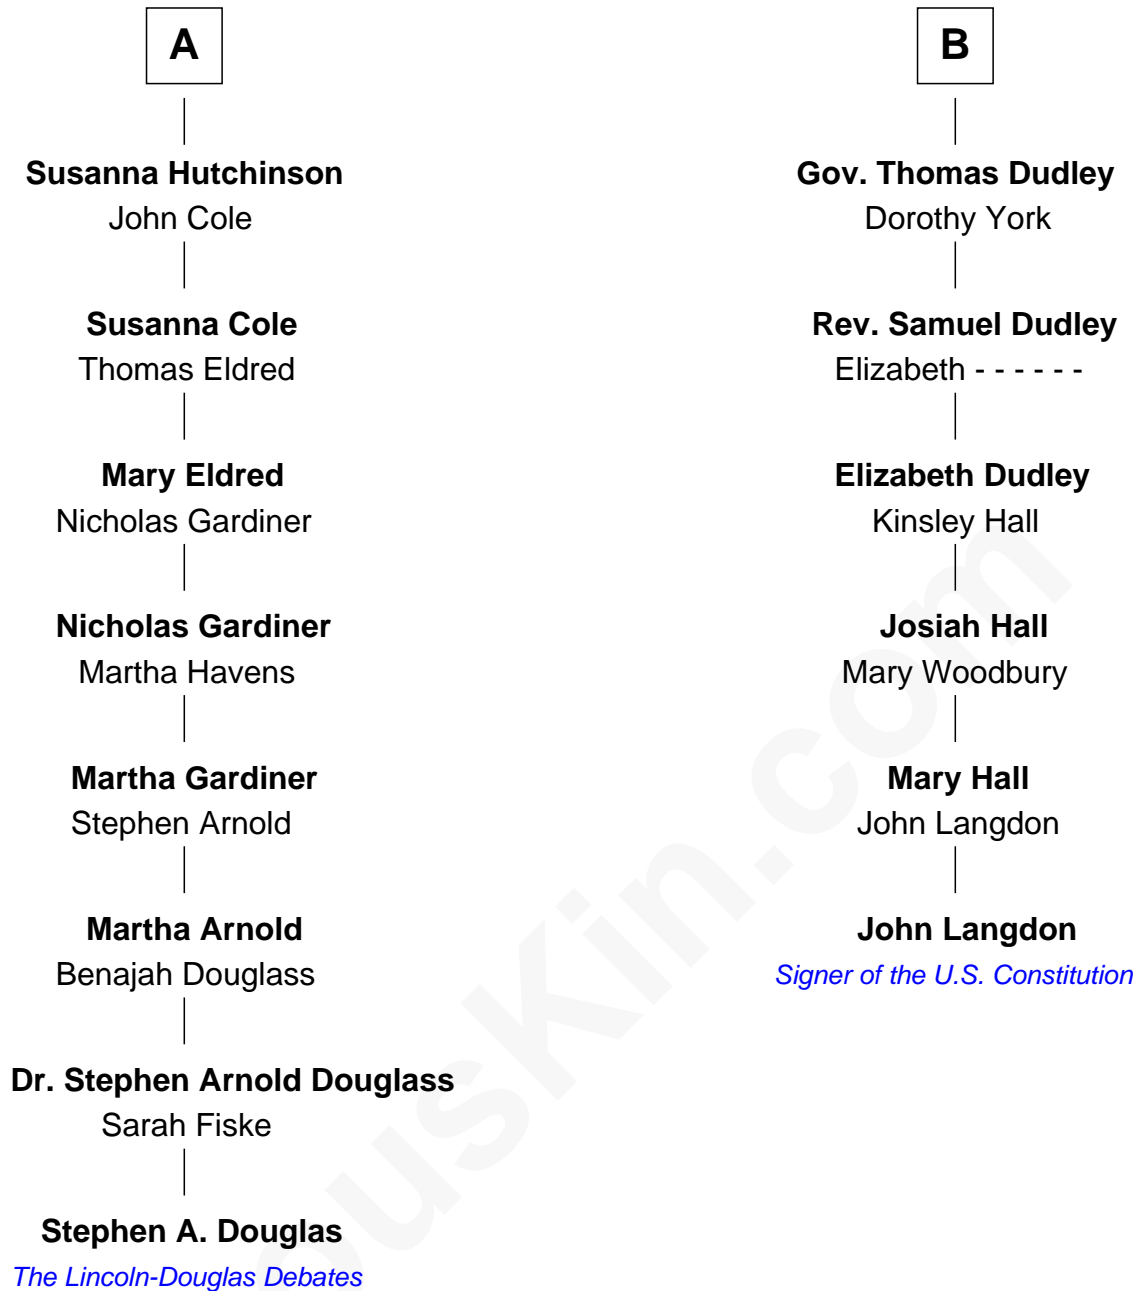 A
Susanna Hutchinson
John Cole
Susanna Cole
Thomas Eldred
Mary Eldred
Nicholas Gardiner
Nicholas Gardiner
Martha Havens
Martha Gardiner
Stephen Arnold
Martha Arnold
Benajah Douglass
Dr. Stephen Arnold Douglass
Sarah Fiske
Stephen A. Douglas
The Lincoln-Douglas Debates
B
Gov. Thomas Dudley
Dorothy York
Rev. Samuel Dudley
Elizabeth - - - - - -
Elizabeth Dudley
Kinsley Hall
Josiah Hall
Mary Woodbury
Mary Hall
John Langdon
John Langdon
Signer of the U.S. Constitution
ousKin.com